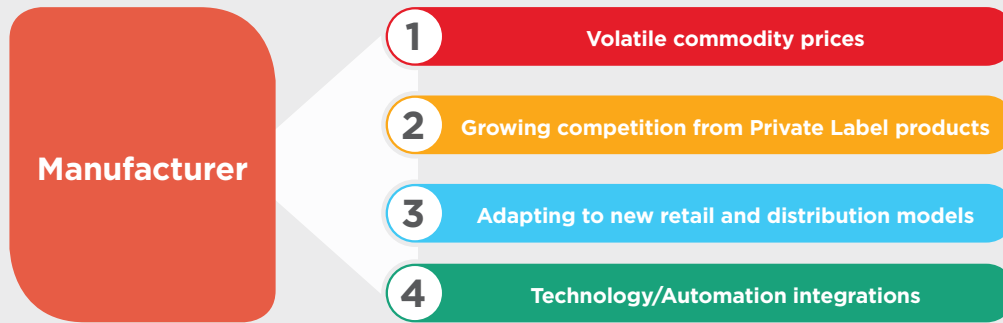 Manufacturer
1
Volatile commodity prices
2
Growing competition from Private Label products
3
Adapting to new retail and distribution models
4
Technology/Automation integrations